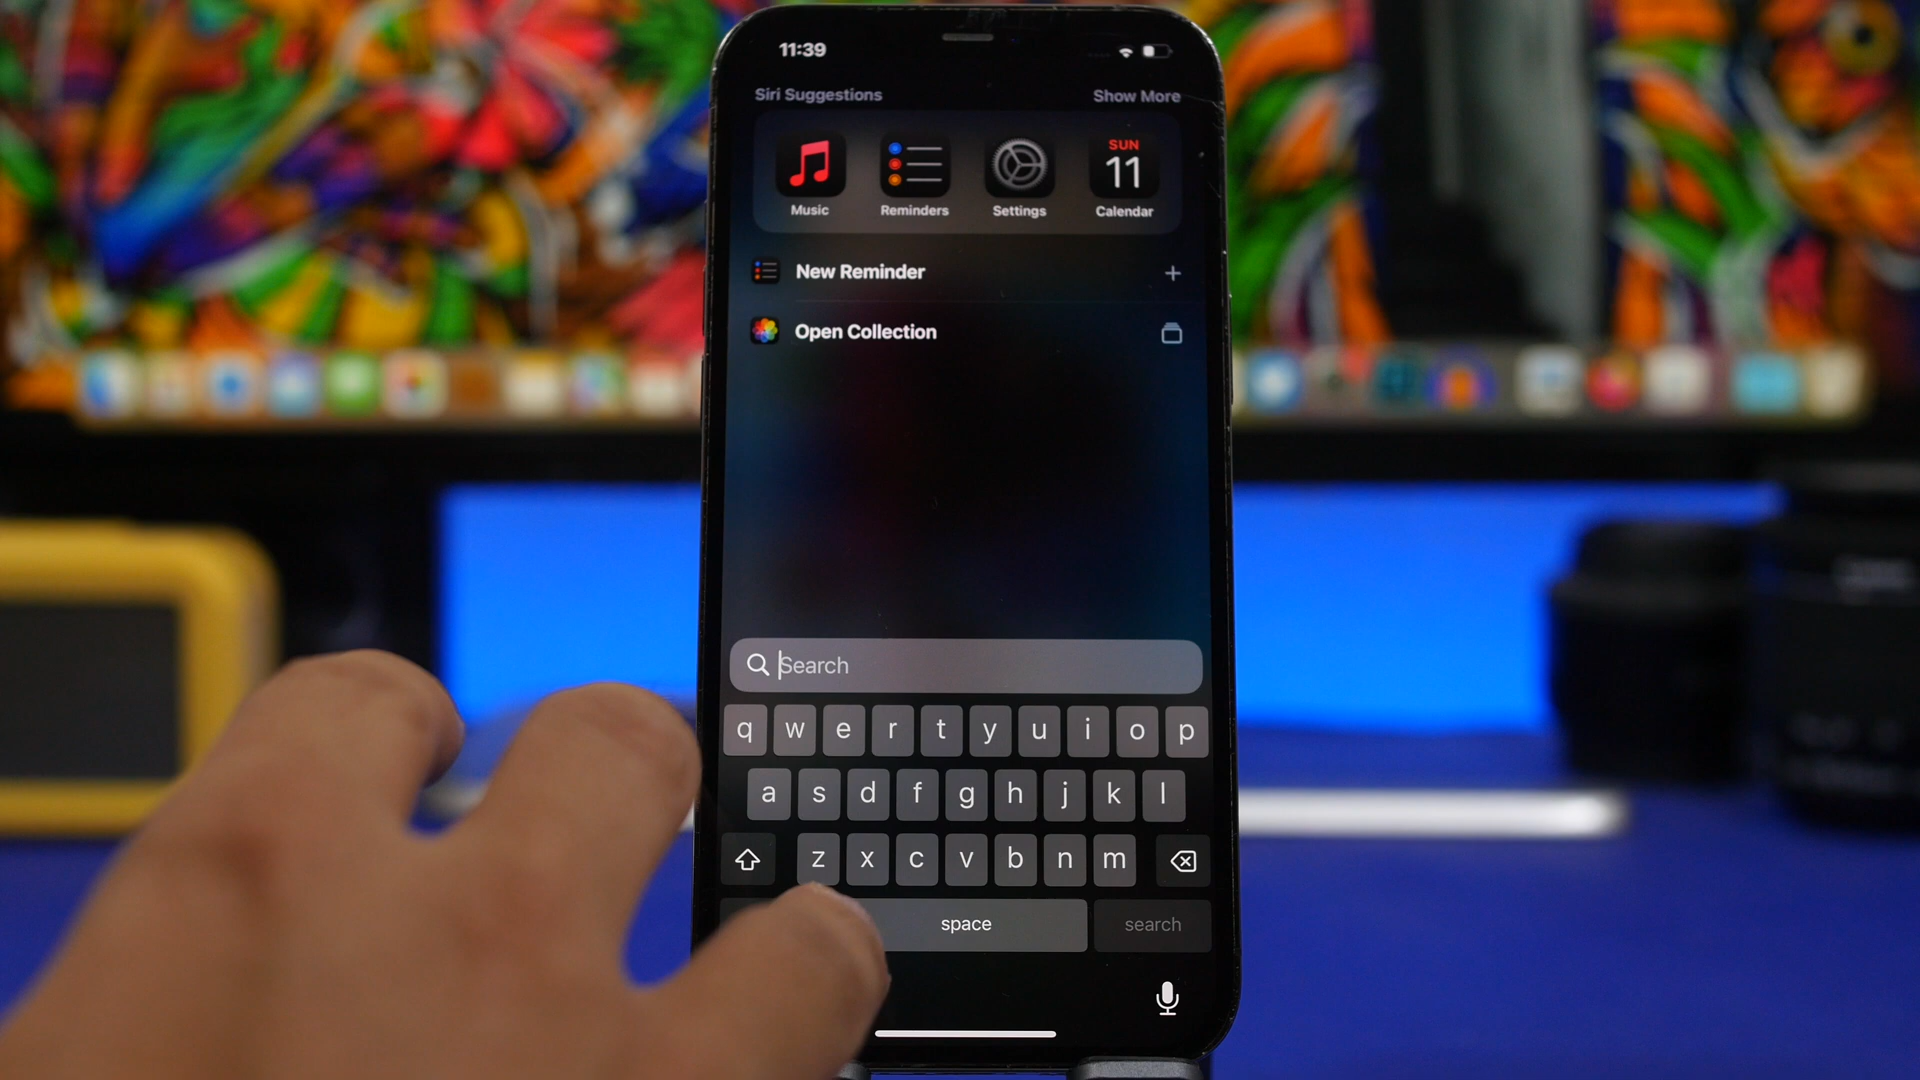 11:39
Siri Suggestions Show More
SUN
11
Music Reminders Settings Calendar
New Reminder +
Open Collection
Search
q w e r t y u i o p
a s d f g h j k l
z x c v b n m
space search